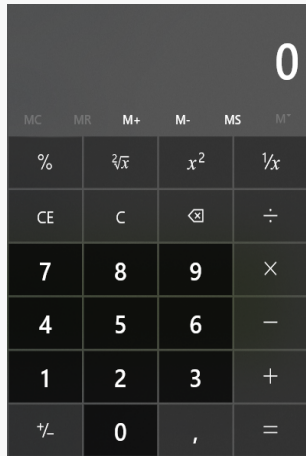 0
MC MR M+ M- MS M˅
% ²√x x² ¹/x
CE C ⌫ ÷
7 8 9 ×
4 5 6 −
1 2 3 +
+/− 0 , =